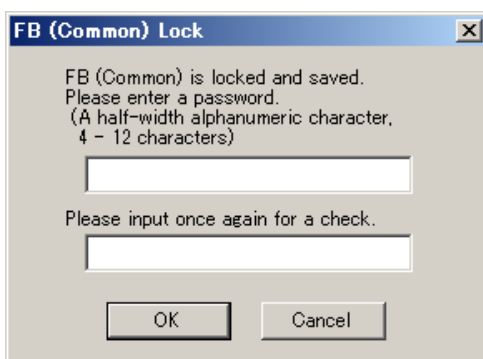 FB (Common) Lock
FB (Common) is locked and saved.
Please enter a password.
(A half-width alphanumeric character,
4 - 12 characters)
Please input once again for a check.
OK
Cancel